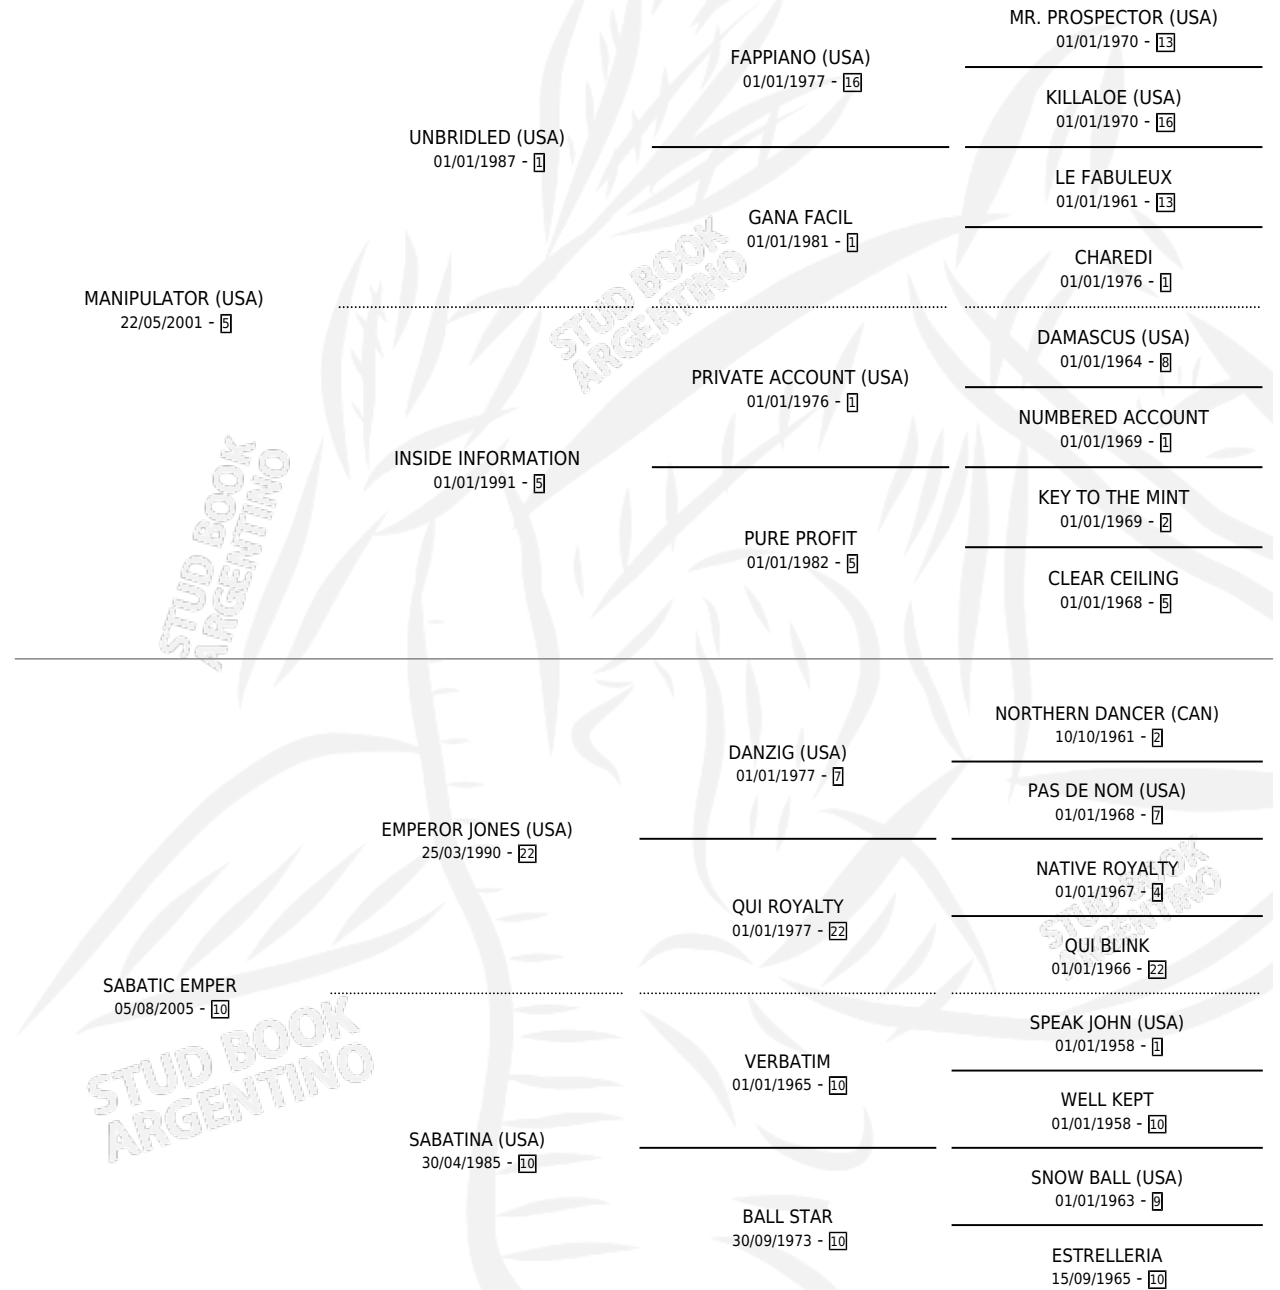 MR. PROSPECTOR (USA)
01/01/1970 - 13
FAPPIANO (USA)
01/01/1977 - 16
KILLALOE (USA)
01/01/1970 - 16
UNBRIDLED (USA)
01/01/1987 - 1
LE FABULEUX
01/01/1961 - 13
GANA FACIL
01/01/1981 - 1
CHAREDI
01/01/1976 - 1
MANIPULATOR (USA)
22/05/2001 - 5
DAMASCUS (USA)
01/01/1964 - 8
PRIVATE ACCOUNT (USA)
01/01/1976 - 1
NUMBERED ACCOUNT
01/01/1969 - 1
INSIDE INFORMATION
01/01/1991 - 5
KEY TO THE MINT
01/01/1969 - 2
PURE PROFIT
01/01/1982 - 5
CLEAR CEILING
01/01/1968 - 5
NORTHERN DANCER (CAN)
10/10/1961 - 2
DANZIG (USA)
01/01/1977 - 7
PAS DE NOM (USA)
01/01/1968 - 7
EMPEROR JONES (USA)
25/03/1990 - 22
NATIVE ROYALTY
01/01/1967 - 4
QUI ROYALTY
01/01/1977 - 22
QUI BLINK
01/01/1966 - 22
SABATIC EMPER
05/08/2005 - 10
SPEAK JOHN (USA)
01/01/1958 - 1
VERBATIM
01/01/1965 - 10
WELL KEPT
01/01/1958 - 10
SABATINA (USA)
30/04/1985 - 10
SNOW BALL (USA)
01/01/1963 - 9
BALL STAR
30/09/1973 - 10
ESTRELLERIA
15/09/1965 - 10
STUD BOOK
ARGENTINO
STUD BOOK
ARGENTINO
STUD BOOK
ARGENTINO
STUD BOOK
ARGENTINO